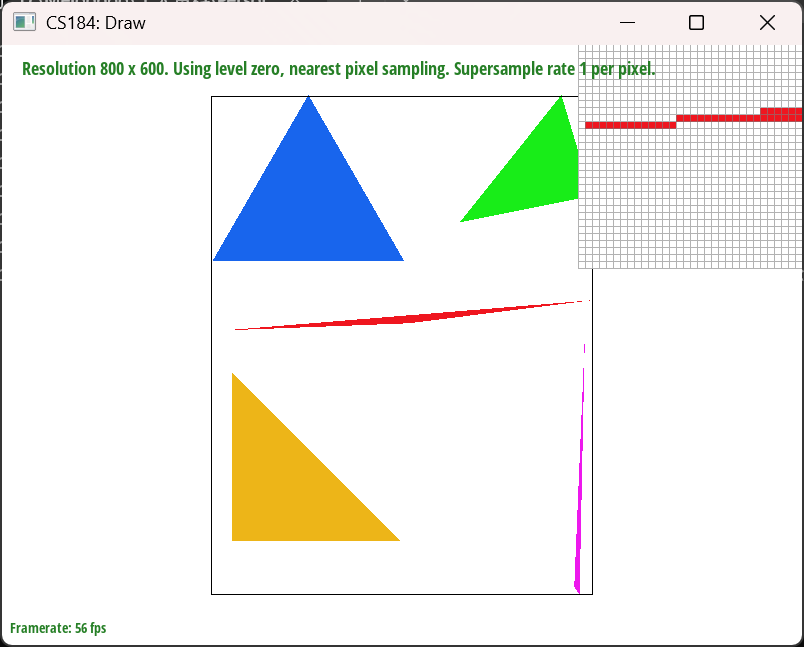 CS184: Draw
Resolution 800 x 600. Using level zero, nearest pixel sampling. Supersample rate 1 per pixel.
Framerate: 56 fps